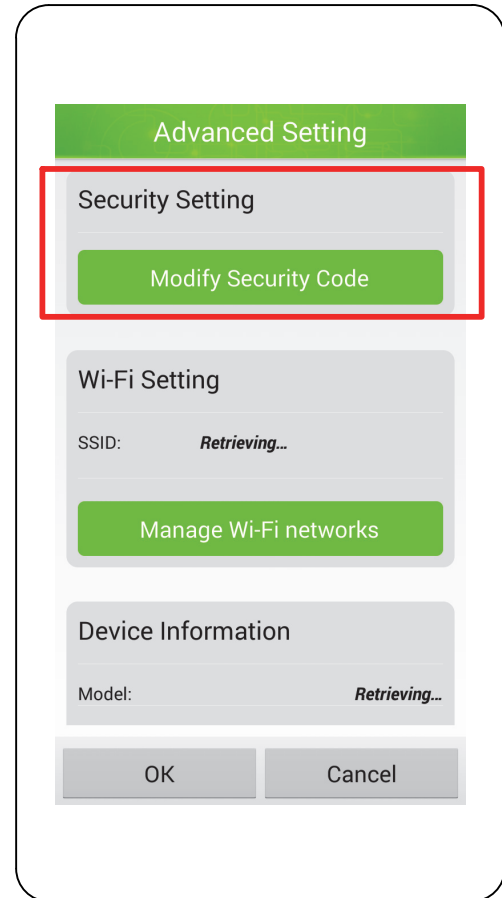 Advanced Setting
Security Setting
Modify Security Code
Wi-Fi Setting
SSID: Retrieving...
Manage Wi-Fi networks
Device Information
Model: Retrieving...
OK Cancel